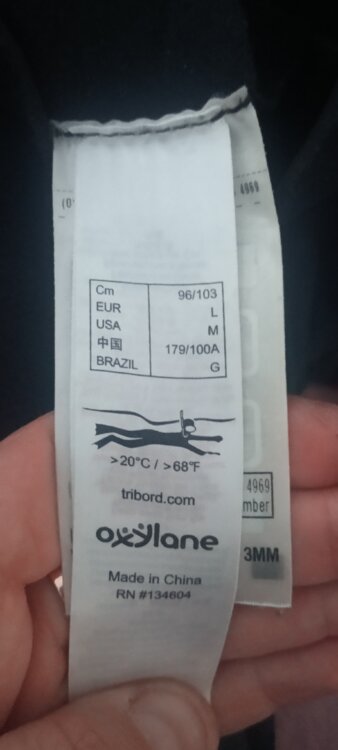 Cm 96/103
EUR L
USA M
中国 179/100A
BRAZIL G
>20°C / >68°F
tribord.com
oxylane
Made in China
RN #134604
4969
4969
mber
3MM